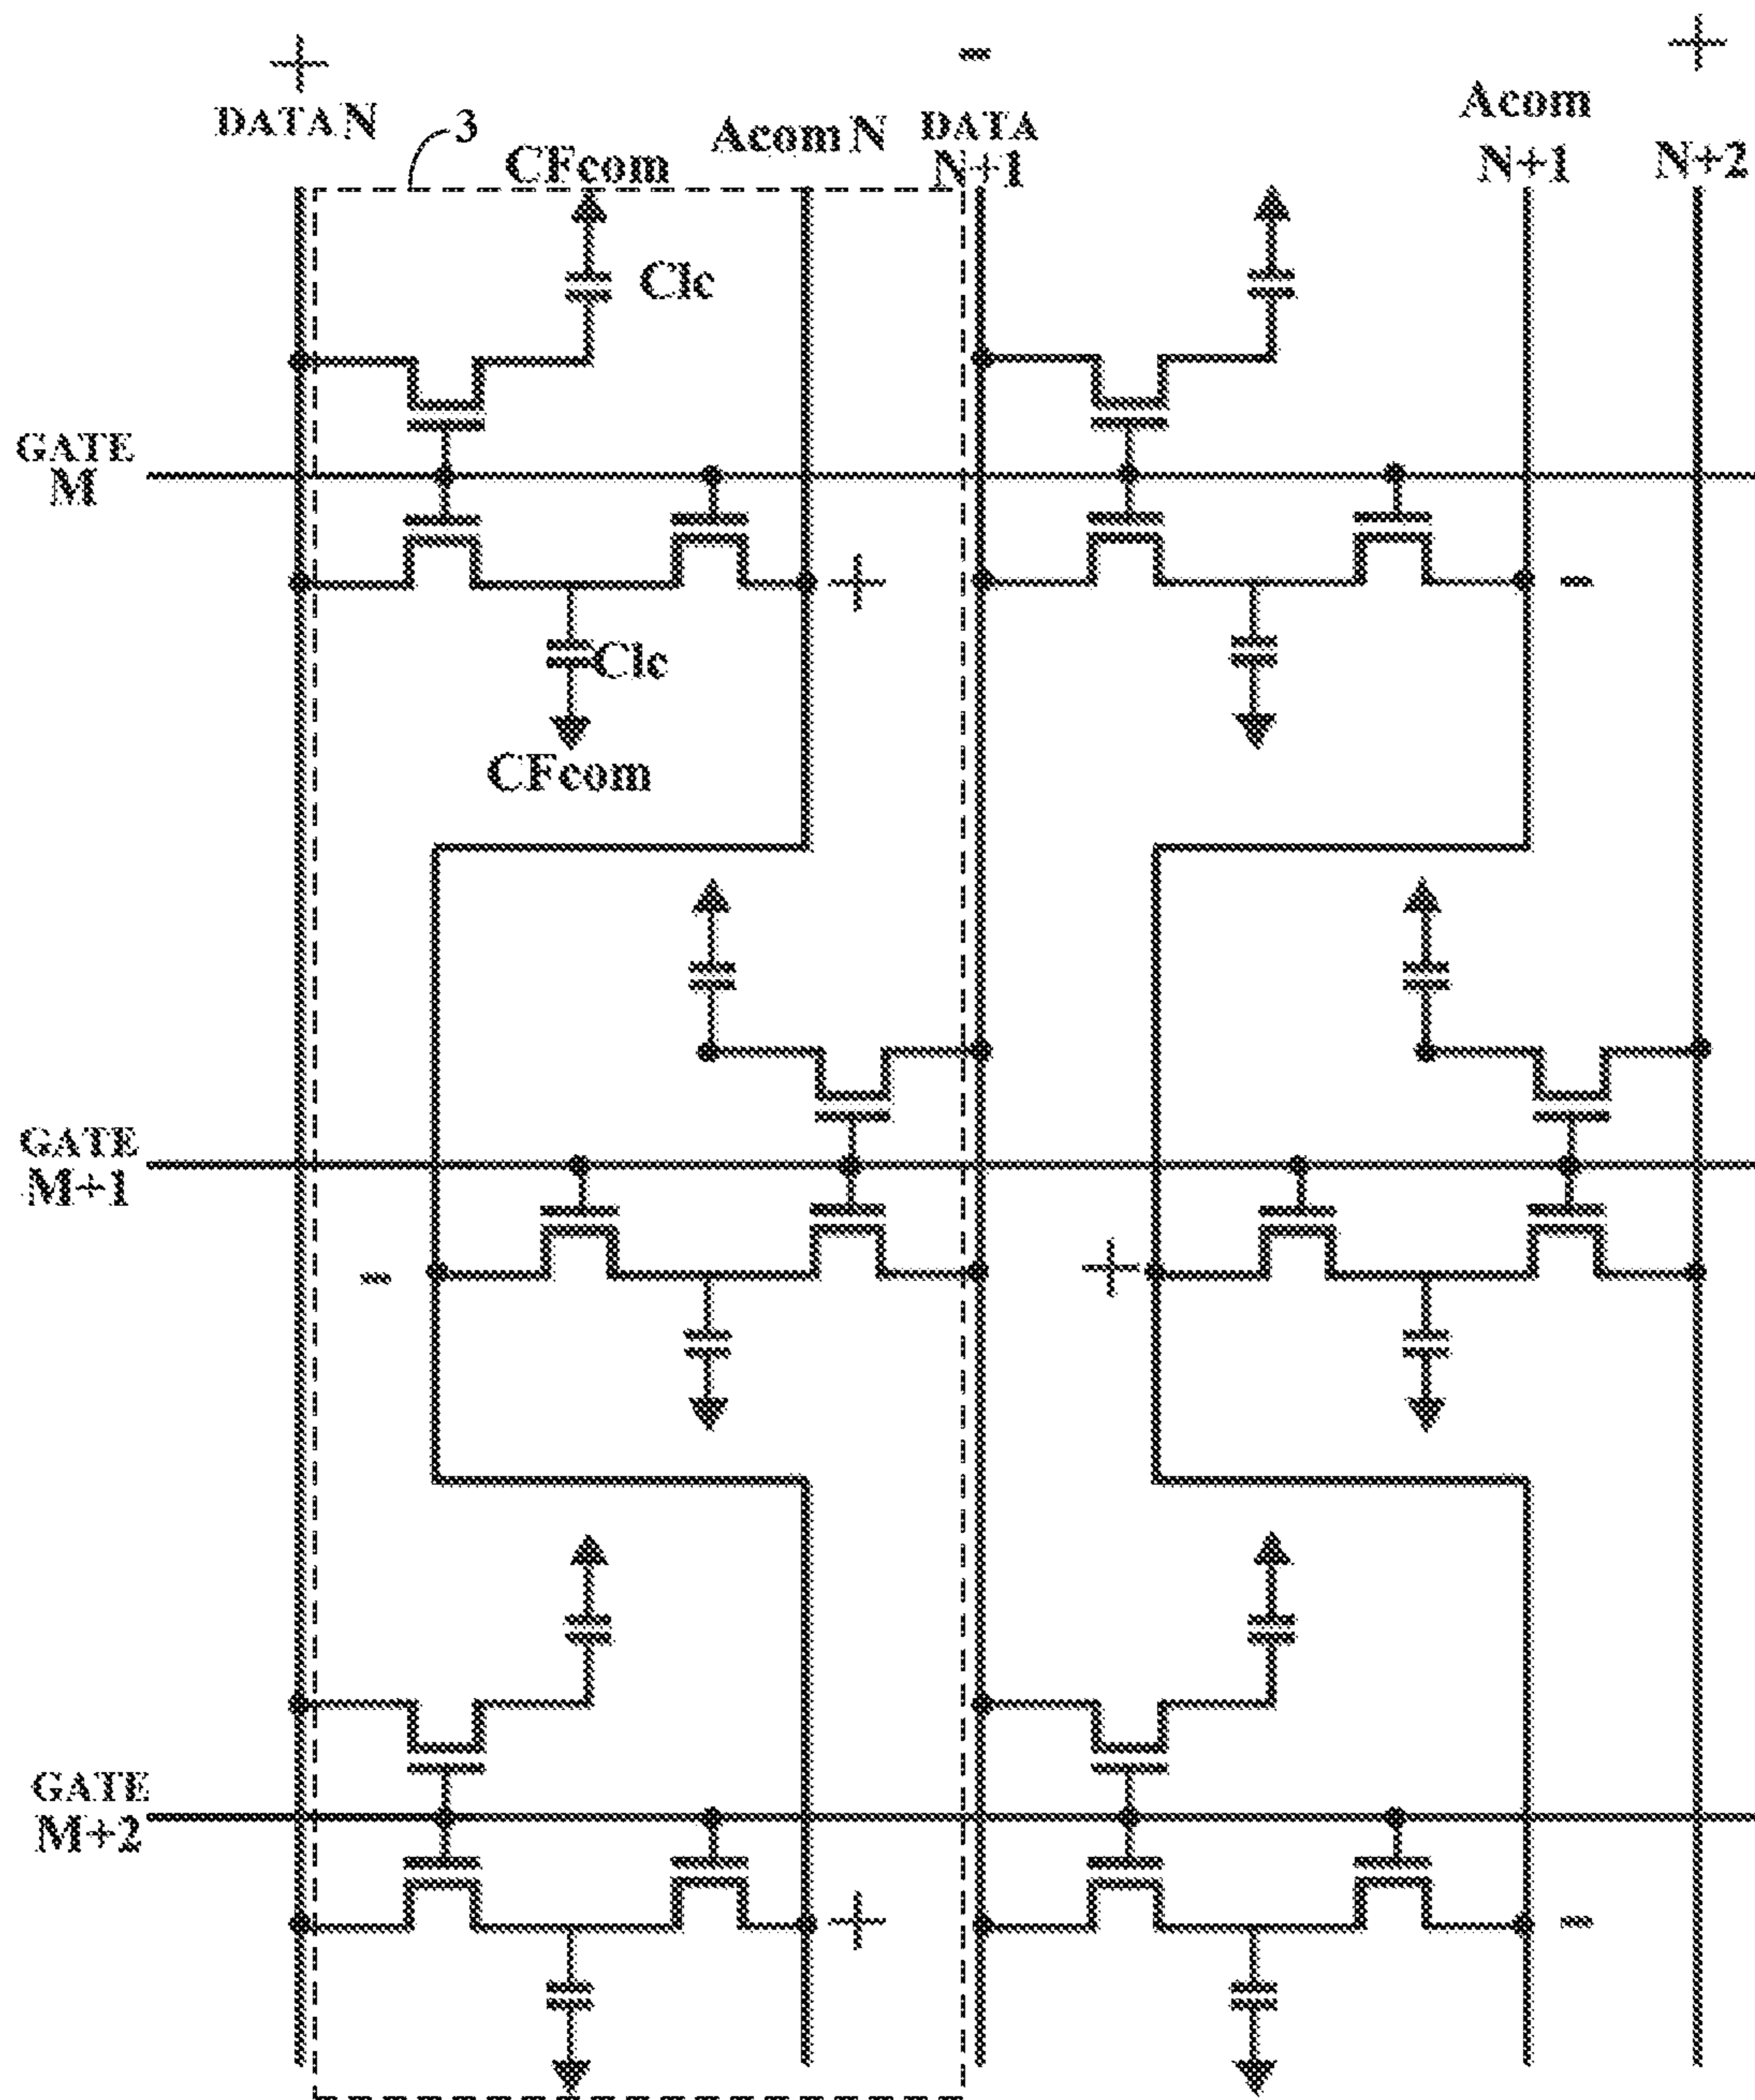 +
-
+
DATA N
3
CFcom
Acom N
DATA
N+1
Acom
N+1
N+2
Clc
GATE
M
+
-
Clc
CFcom
GATE
M+1
-
+
GATE
M+2
+
-